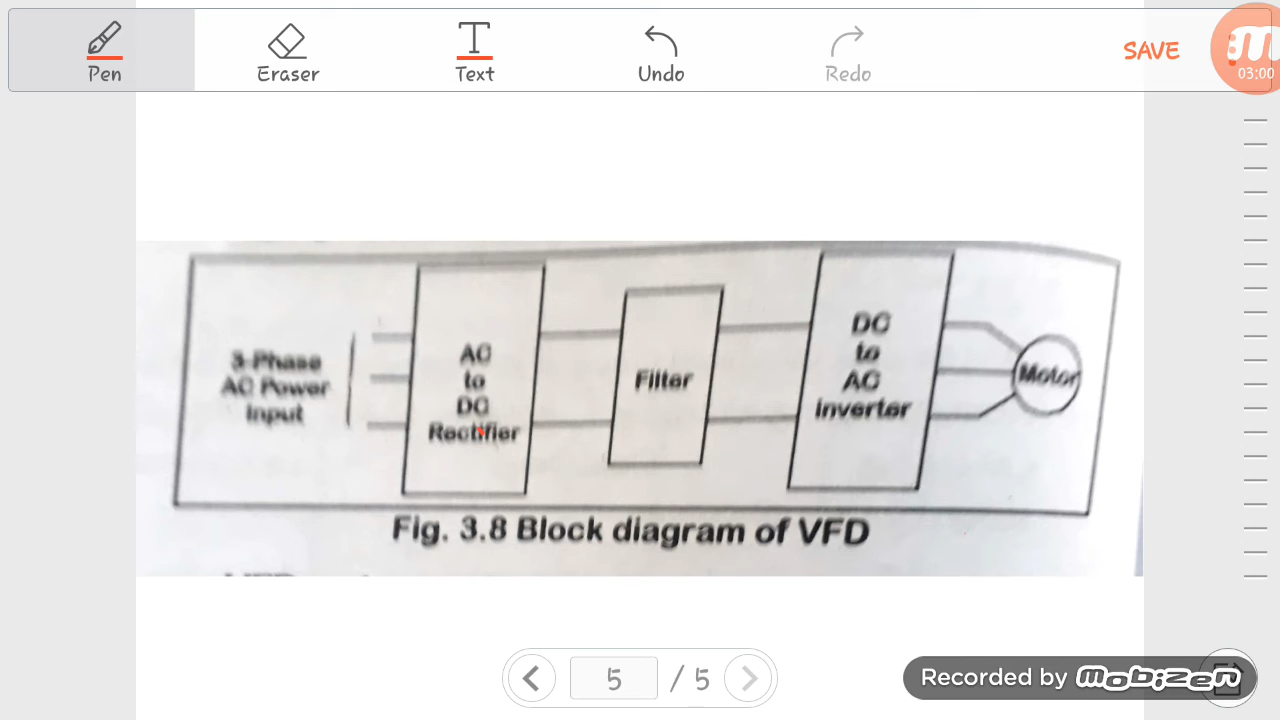 Pen
Eraser
Text
Undo
Redo
SAVE
03:00
3-Phase
AC Power
Input
AC
to
DC
Rectifier
Filter
DC
to
AC
inverter
Motor
Fig. 3.8 Block diagram of VFD
5 / 5
Recorded by mobizen